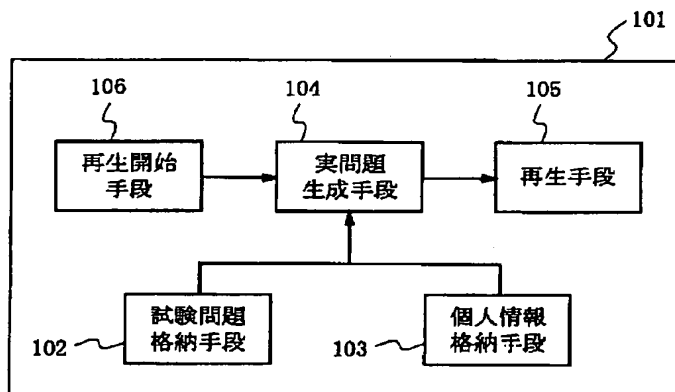 101
106
104
105
再生開始
手段
実問題
生成手段
再生手段
試験問題
格納手段
個人情報
格納手段
102
103